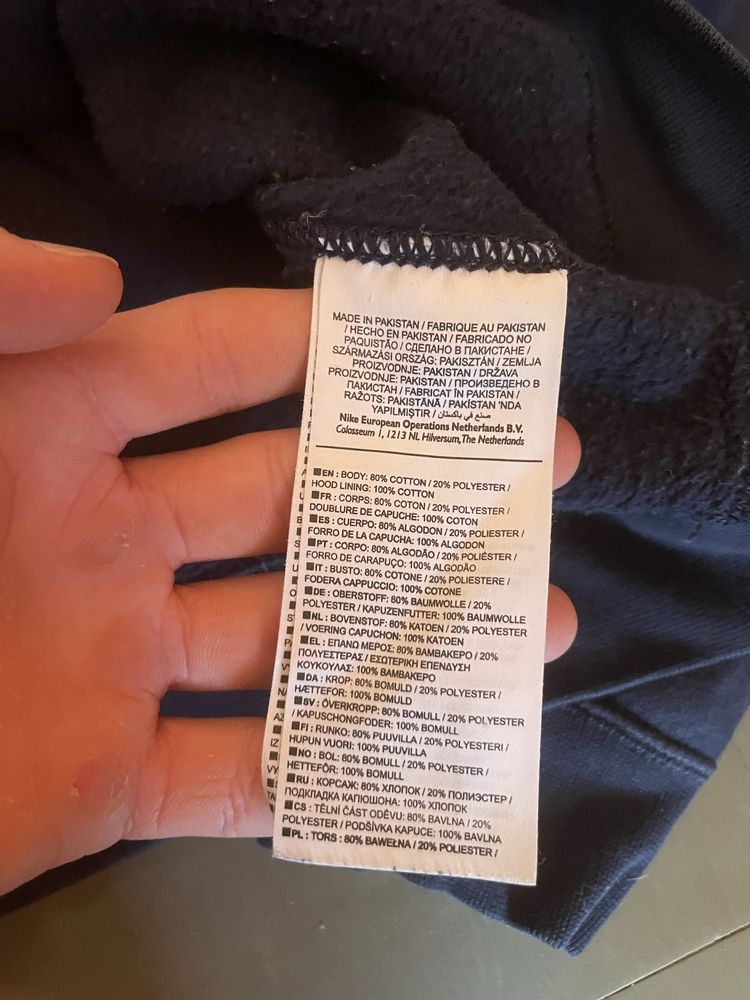 MADE IN PAKISTAN / FABRIQUE AU PAKISTAN
/ HECHO EN PAKISTAN / FABRICADO NO
PAQUISTÃO / СДЕЛАНО В ПАКИСТАНЕ /
SZÁRMAZÁSI ORSZÁG: PAKISZTÁN / ZEMLJA
PROIZVODNJE: PAKISTAN / DRŽAVA
PROIZVODNJE: PAKISTAN / ПРОИЗВЕДЕНО В
ПАКИСТАН / FABRICAT ÎN PAKISTAN /
RAŽOTS: PAKISTĀNĀ / PAKİSTAN 'NDA
YAPILMIŞTIR / صنع في باكستان
Nike European Operations Netherlands B.V.
Colosseum 1, 1213 NL Hilversum, The Netherlands
■EN : BODY: 80% COTTON / 20% POLYESTER /
HOOD LINING: 100% COTTON
■FR : CORPS: 80% COTON / 20% POLYESTER /
DOUBLURE DE CAPUCHE: 100% COTON
■ES : CUERPO: 80% ALGODON / 20% POLIESTER /
FORRO DE LA CAPUCHA: 100% ALGODON
■PT : CORPO: 80% ALGODÃO / 20% POLIÉSTER /
FORRO DE CARAPUÇO: 100% ALGODÃO
■IT : BUSTO: 80% COTONE / 20% POLIESTERE /
FODERA CAPPUCCIO: 100% COTONE
■DE : OBERSTOFF: 80% BAUMWOLLE / 20%
POLYESTER / KAPUZENFUTTER: 100% BAUMWOLLE
■NL : BOVENSTOF: 80% KATOEN / 20% POLYESTER
/ VOERING CAPUCHON: 100% KATOEN
■EL : ΕΠΑΝΩ ΜΕΡΟΣ: 80% ΒΑΜΒΑΚΕΡΟ / 20%
ΠΟΛΥΕΣΤΕΡΑΣ / ΕΣΩΤΕΡΙΚΗ ΕΠΕΝΔΥΣΗ
ΚΟΥΚΟΥΛΑΣ: 100% ΒΑΜΒΑΚΕΡΟ
■DA : KROP: 80% BOMULD / 20% POLYESTER /
HÆTTEFOR: 100% BOMULD
■SV : ÖVERKROPP: 80% BOMULL / 20% POLYESTER
/ KAPUSCHONGFODER: 100% BOMULL
■FI : RUNKO: 80% PUUVILLA / 20% POLYESTERI /
HUPUN VUORI: 100% PUUVILLA
■NO : BOL: 80% BOMULL / 20% POLYESTER /
HETTEFÔR: 100% BOMULL
■RU : КОРСАЖ: 80% ХЛОПОК / 20% ПОЛИЭСТЕР /
ПОДКЛАДКА КАПЮШОНА: 100% ХЛОПОК
■CS : TĚLNÍ ČÁST ODĚVU: 80% BAVLNA / 20%
POLYESTER / PODŠÍVKA KAPUCE: 100% BAVLNA
■PL : TORS : 80% BAWEŁNA / 20% POLIESTER /